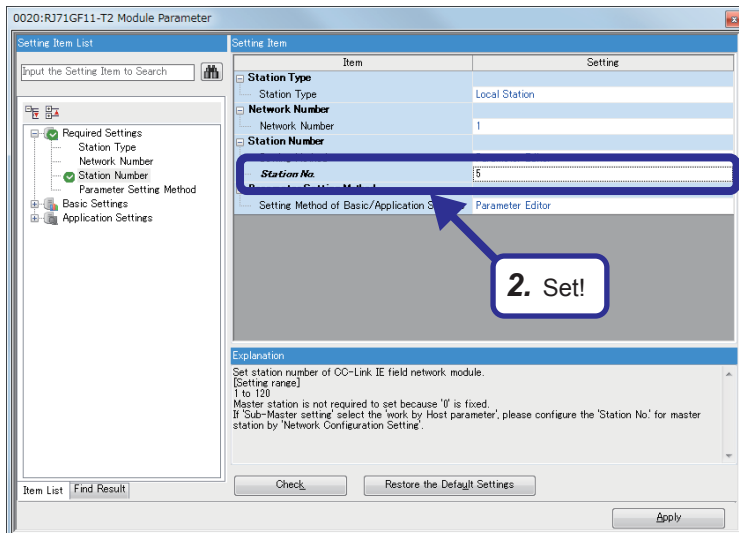 0020:RJ71GF11-T2 Module Parameter
Setting Item List
Input the Setting Item to Search
Required Settings
Station Type
Network Number
Station Number
Parameter Setting Method
Basic Settings
Application Settings
Item List
Find Result
Setting Item
Item Setting
Station Type
Station Type Local Station
Network Number
Network Number 1
Station Number
Station No. 5
Setting Method of Basic/Application S Parameter Editor
2. Set!
Explanation
Set station number of CC-Link IE field network module.
[Setting range]
1 to 120
Master station is not required to set because '0' is fixed.
If 'Sub-Master setting' select the 'work by Host parameter', please configure the 'Station No.' for master
station by 'Network Configuration Setting'.
Check
Restore the Default Settings
Apply